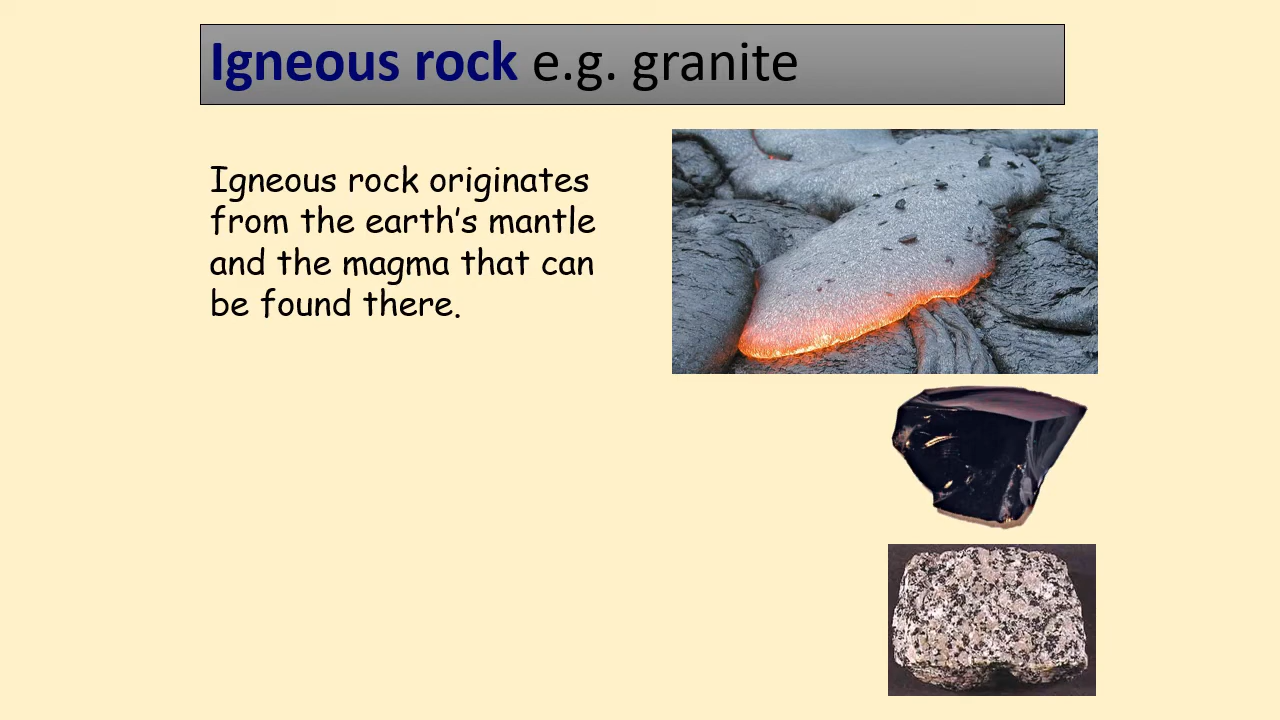 Igneous rock e.g. granite
Igneous rock originates
from the earth's mantle
and the magma that can
be found there.